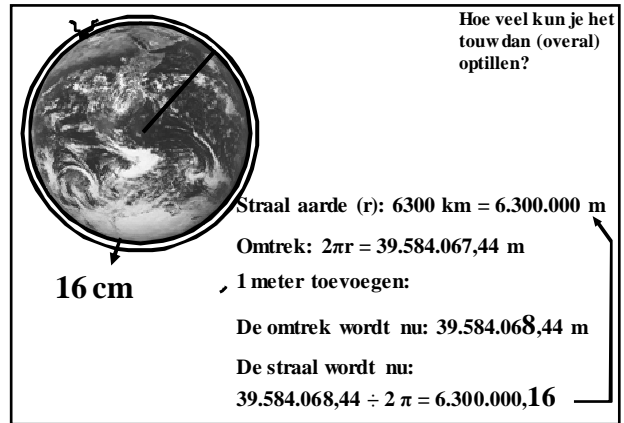 Hoe veel kun je het
touw dan (overal)
optillen?
Straal aarde (r): 6300 km = 6.300.000 m
Omtrek: 2πr = 39.584.067,44 m
16 cm
1 meter toevoegen:
De omtrek wordt nu: 39.584.068,44 m
De straal wordt nu:
39.584.068,44 ÷ 2 π = 6.300.000,16